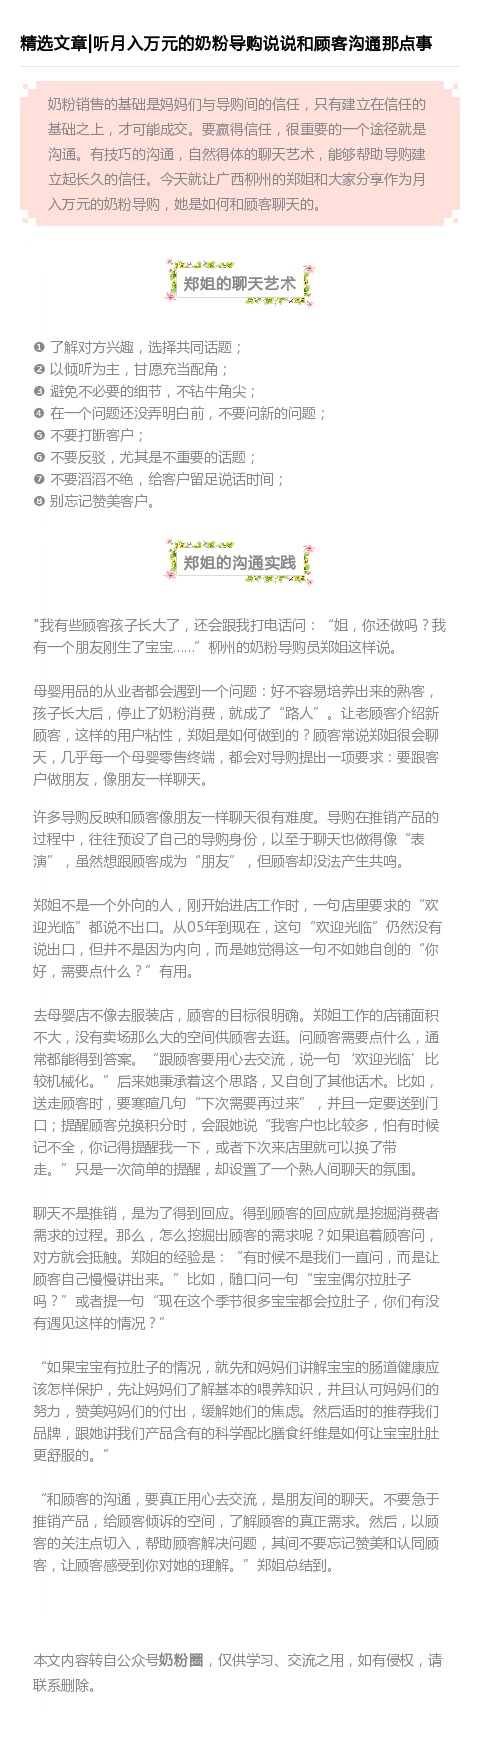 精选文章|听月入万元的奶粉导购说说和顾客沟通那点事
奶粉销售的基础是妈妈们与导购间的信任，只有建立在信任的
基础之上，才可能成交。要赢得信任，很重要的一个途径就是
沟通。有技巧的沟通，自然得体的聊天艺术，能够帮助导购建
立起长久的信任。今天就让广西柳州的郑姐和大家分享作为月
入万元的奶粉导购，她是如何和顾客聊天的。
郑姐的聊天艺术
❶ 了解对方兴趣，选择共同话题；
❷ 以倾听为主，甘愿充当配角；
❸ 避免不必要的细节，不钻牛角尖；
❹ 在一个问题还没弄明白前，不要问新的问题；
❺ 不要打断客户；
❻ 不要反驳，尤其是不重要的话题；
❼ 不要滔滔不绝，给客户留足说话时间；
❽ 别忘记赞美客户。
郑姐的沟通实践
"我有些顾客孩子长大了，还会跟我打电话问：“姐，你还做吗？我
有一个朋友刚生了宝宝……”柳州的奶粉导购员郑姐这样说。
母婴用品的从业者都会遇到一个问题：好不容易培养出来的熟客，
孩子长大后，停止了奶粉消费，就成了“路人”。让老顾客介绍新
顾客，这样的用户粘性，郑姐是如何做到的？顾客常说郑姐很会聊
天，几乎每一个母婴零售终端，都会对导购提出一项要求：要跟客
户做朋友，像朋友一样聊天。
许多导购反映和顾客像朋友一样聊天很有难度。导购在推销产品的
过程中，往往预设了自己的导购身份，以至于聊天也做得像“表
演”，虽然想跟顾客成为“朋友”，但顾客却没法产生共鸣。
郑姐不是一个外向的人，刚开始进店工作时，一句店里要求的“欢
迎光临”都说不出口。从05年到现在，这句“欢迎光临”仍然没有
说出口，但并不是因为内向，而是她觉得这一句不如她自创的“你
好，需要点什么？”有用。
去母婴店不像去服装店，顾客的目标很明确。郑姐工作的店铺面积
不大，没有卖场那么大的空间供顾客去逛。问顾客需要点什么，通
常都能得到答案。“跟顾客要用心去交流，说一句‘欢迎光临’比
较机械化。”后来她秉承着这个思路，又自创了其他话术。比如，
送走顾客时，要寒暄几句“下次需要再过来”，并且一定要送到门
口；提醒顾客兑换积分时，会跟她说“我客户也比较多，怕有时候
记不全，你记得提醒我一下，或者下次来店里就可以换了带
走。”只是一次简单的提醒，却设置了一个熟人间聊天的氛围。
聊天不是推销，是为了得到回应。得到顾客的回应就是挖掘消费者
需求的过程。那么，怎么挖掘出顾客的需求呢？如果追着顾客问，
对方就会抵触。郑姐的经验是：“有时候不是我们一直问，而是让
顾客自己慢慢讲出来。”比如，随口问一句“宝宝偶尔拉肚子
吗？”或者提一句“现在这个季节很多宝宝都会拉肚子，你们有没
有遇见这样的情况？”
“如果宝宝有拉肚子的情况，就先和妈妈们讲解宝宝的肠道健康应
该怎样保护，先让妈妈们了解基本的喂养知识，并且认可妈妈们的
努力，赞美妈妈们的付出，缓解她们的焦虑。然后适时的推荐我们
品牌，跟她讲我们产品含有的科学配比膳食纤维是如何让宝宝肚肚
更舒服的。”
“和顾客的沟通，要真正用心去交流，是朋友间的聊天。不要急于
推销产品，给顾客倾诉的空间，了解顾客的真正需求。然后，以顾
客的关注点切入，帮助顾客解决问题，其间不要忘记赞美和认同顾
客，让顾客感受到你对她的理解。”郑姐总结到。
本文内容转自公众号奶粉圈，仅供学习、交流之用，如有侵权，请
联系删除。